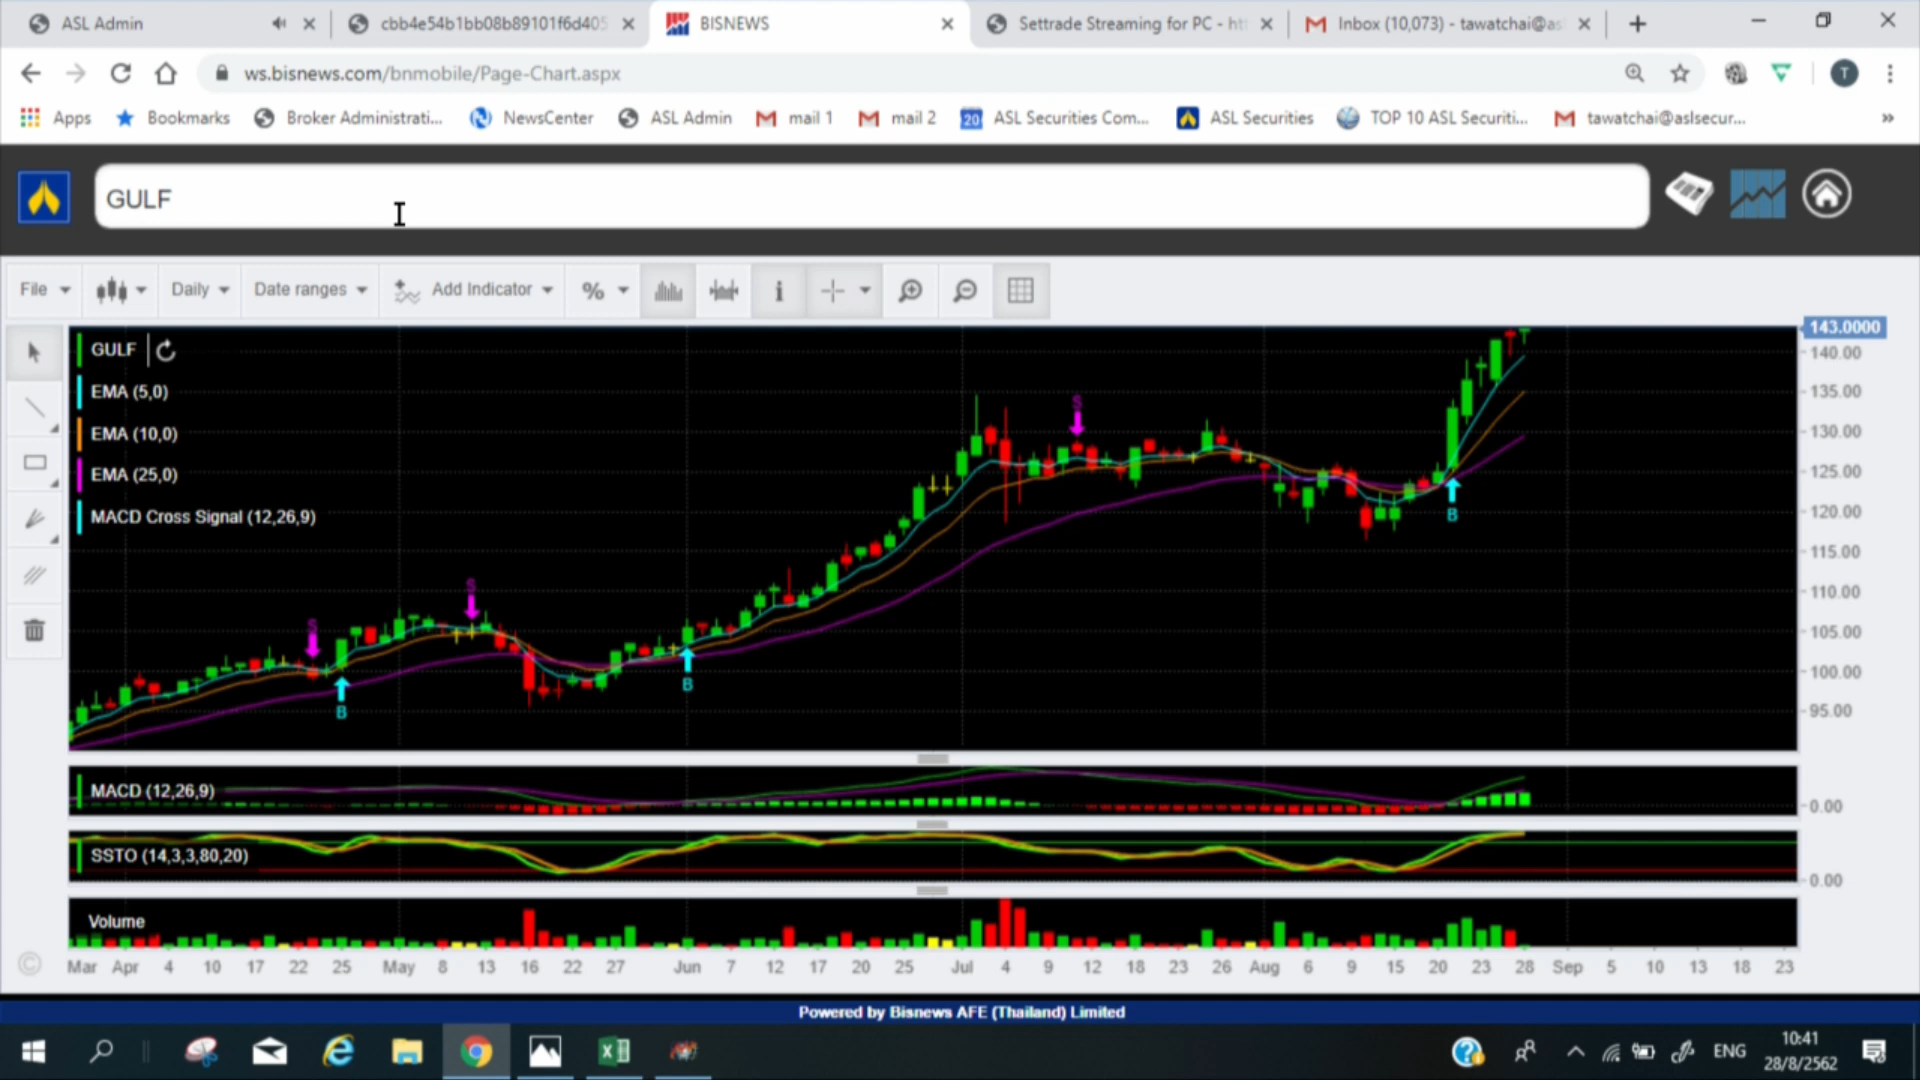 ASL Admin
cbb4e54b1bb08b89101f6d405
BISNEWS
Settrade Streaming for PC - ht
Inbox (10,073) - tawatchai@as
ws.bisnews.com/bnmobile/Page-Chart.aspx
T
Apps
Bookmarks
Broker Administrati...
NewsCenter
ASL Admin
mail 1
mail 2
20
ASL Securities Com...
ASL Securities
TOP 10 ASL Securiti...
tawatchai@aslsecur...
»
GULF
File
Daily
Date ranges
Add Indicator
%
i
GULF
EMA (5,0)
EMA (10,0)
EMA (25,0)
MACD Cross Signal (12,26,9)
S
B
S
B
S
B
143.0000
140.00
135.00
130.00
125.00
120.00
115.00
110.00
105.00
100.00
95.00
MACD (12,26,9)
0.00
SSTO (14,3,3,80,20)
0.00
Volume
©
Mar Apr 4 10 17 22 25 May 8 13 16 22 27 Jun 7 12 17 20 25 Jul 4 9 12 18 23 26 Aug 6 9 15 20 23 28 Sep 5 10 13 18 23
Powered by Bisnews AFE (Thailand) Limited
ENG
10:41
28/8/2562